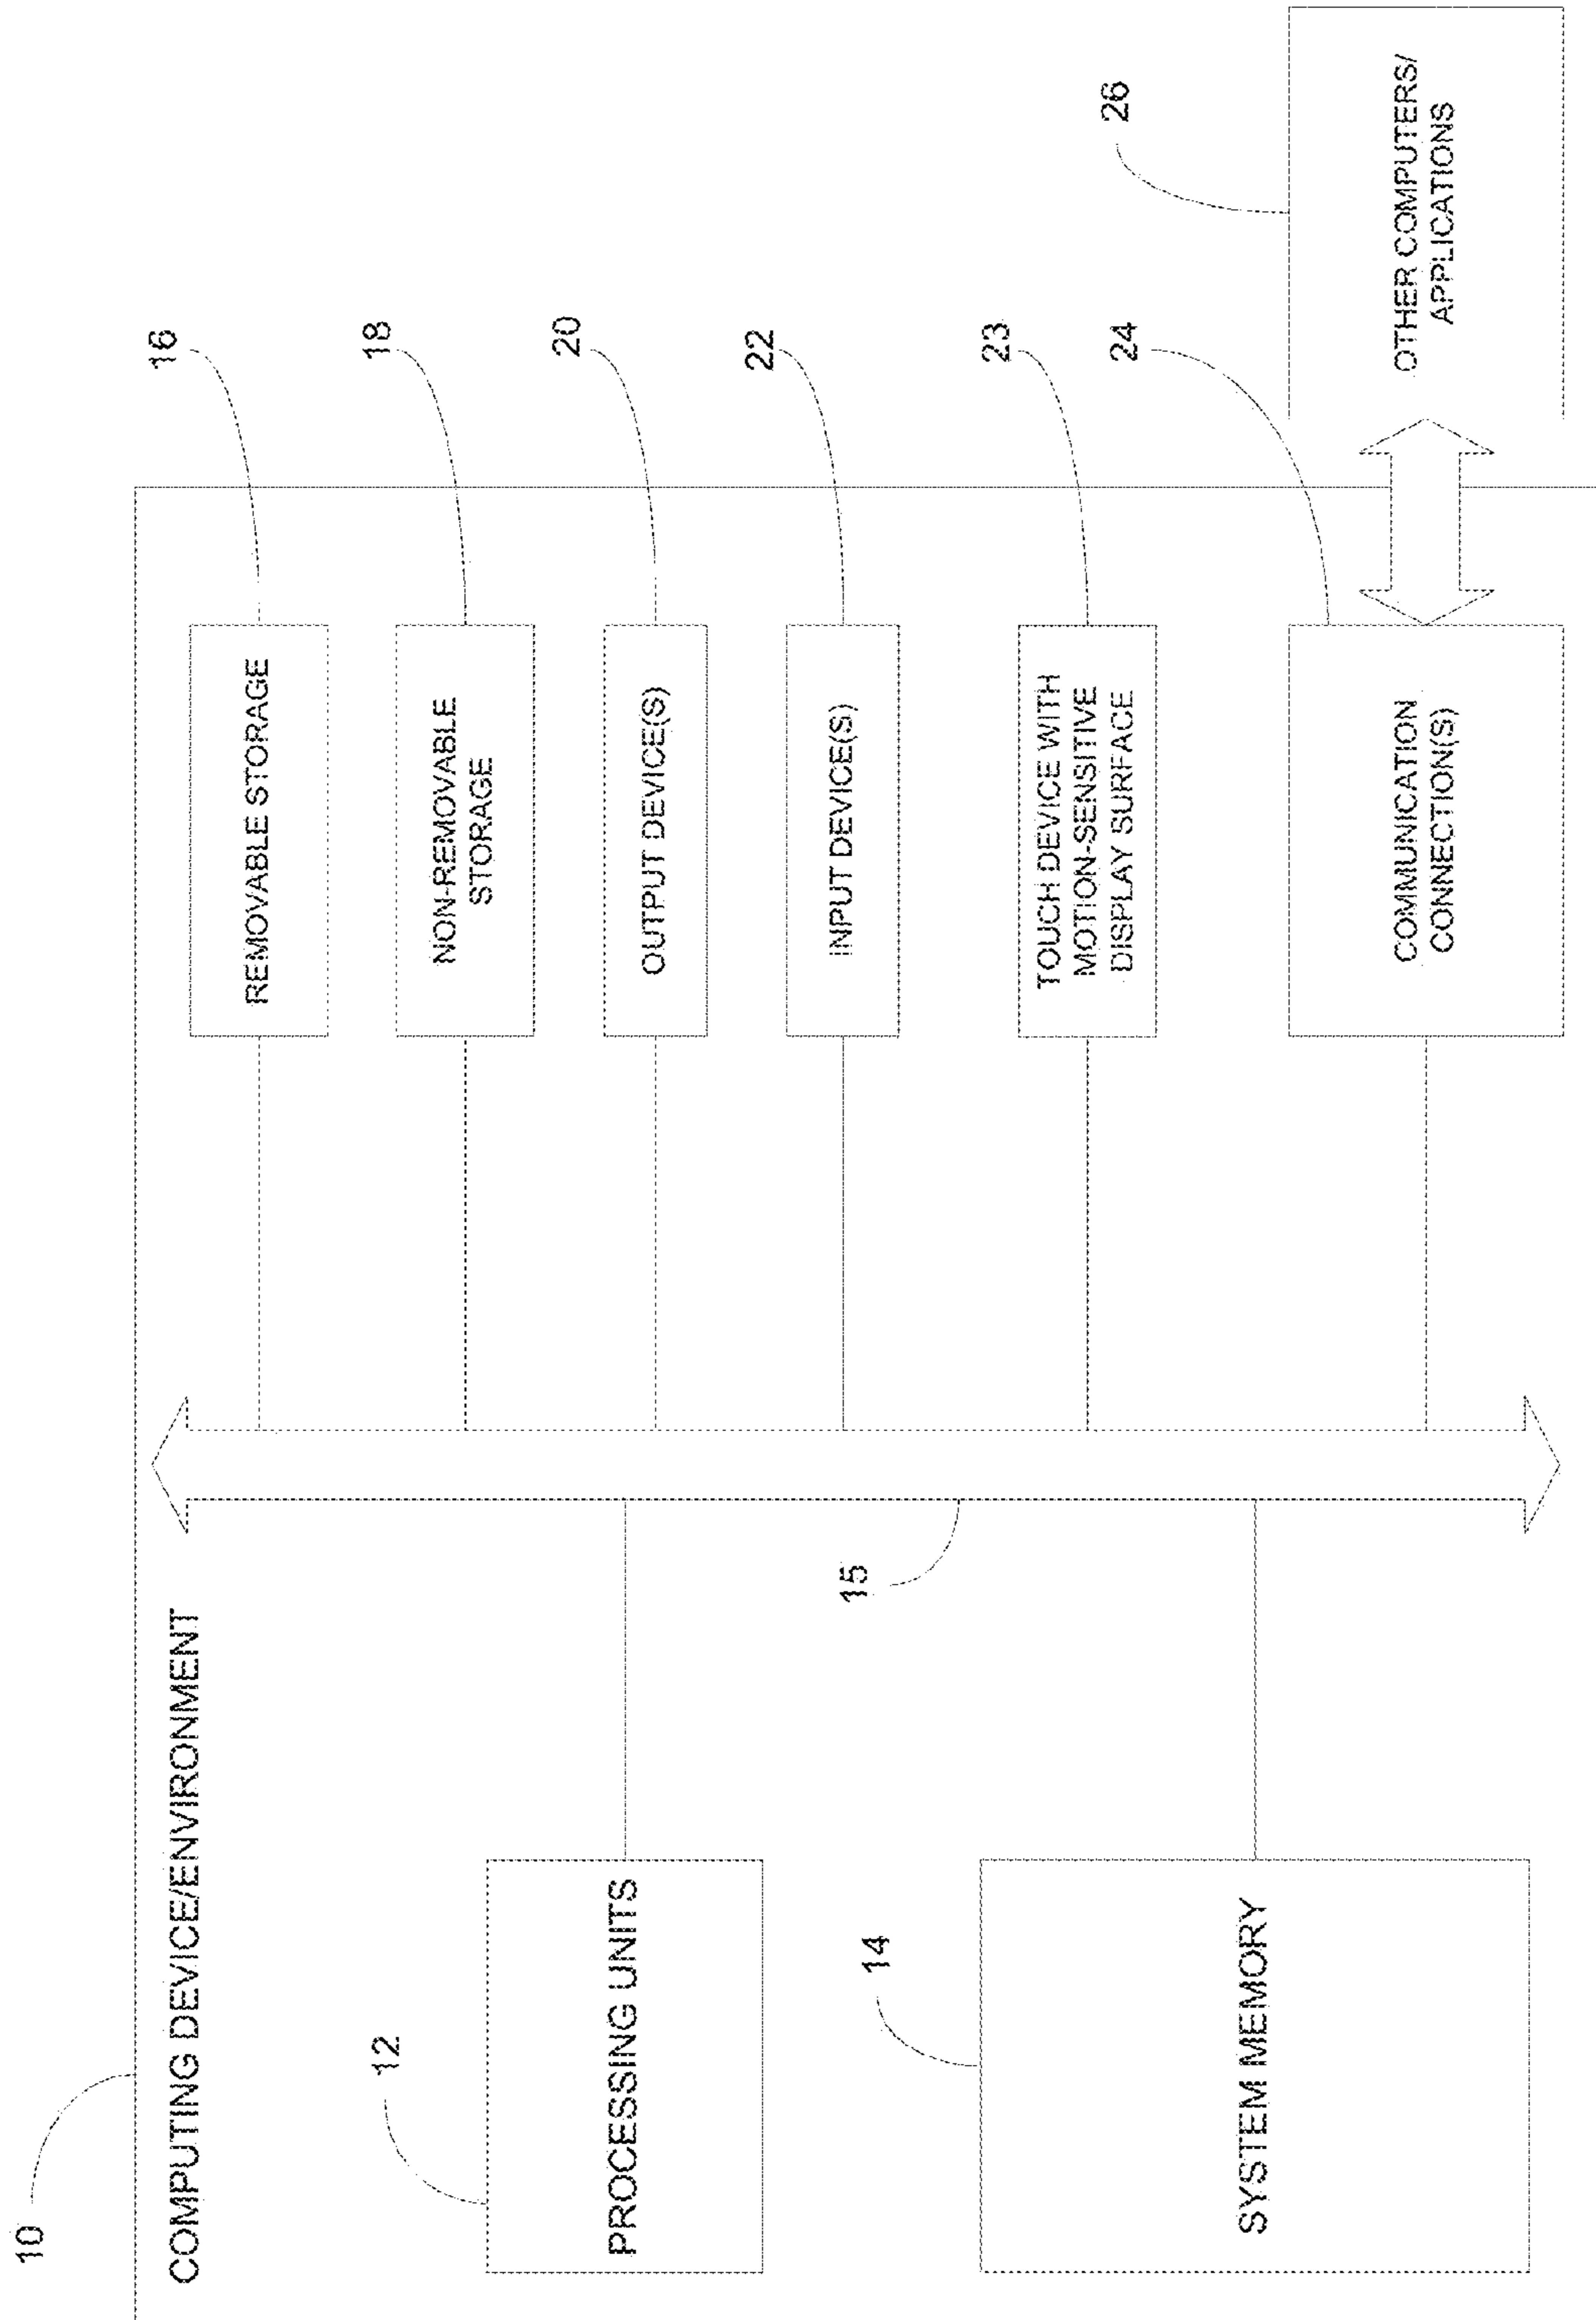 10
COMPUTING DEVICE/ENVIRONMENT
12
PROCESSING UNITS
14
SYSTEM MEMORY
15
16
REMOVABLE STORAGE
18
NON-REMOVABLE
STORAGE
20
OUTPUT DEVICE(S)
22
INPUT DEVICE(S)
23
TOUCH DEVICE WITH
MOTION-SENSITIVE
DISPLAY SURFACE
24
COMMUNICATION
CONNECTION(S)
26
OTHER COMPUTERS/
APPLICATIONS